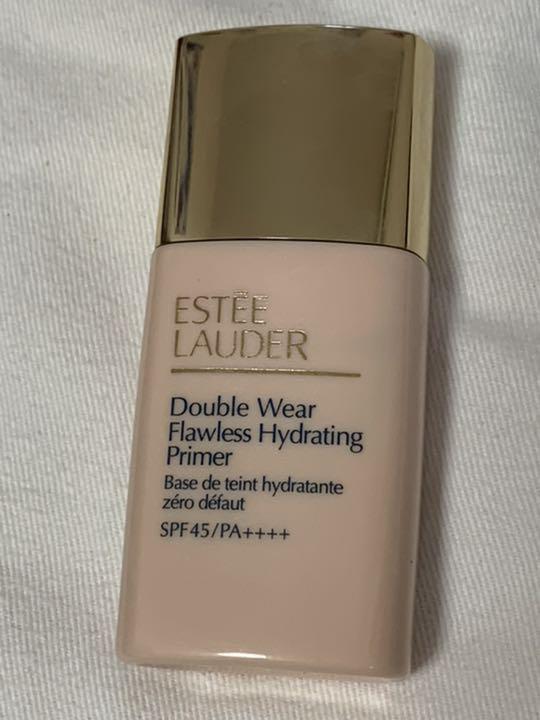 ESTĒE
LAUDER
Double Wear
Flawless Hydrating
Primer
Base de teint hydratante
zéro défaut
SPF45/PA++++